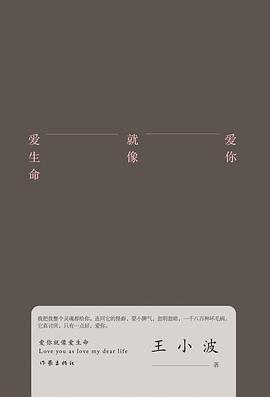 爱你
就像
爱生命
我把我整个灵魂都给你,连同它的怪癖,耍小脾气,忽明忽暗,一千八百种坏毛病。
它真讨厌,只有一点好,爱你。
爱你就像爱生命
Love you as love my dear life
作家出版社
王小波
著